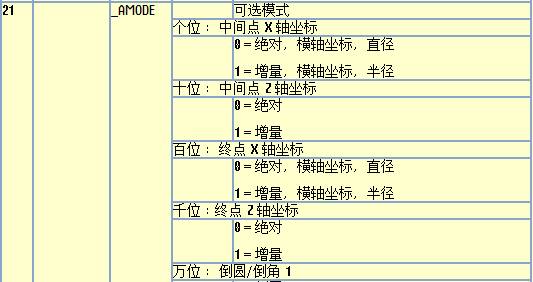 21 _AMODE 可选模式
个位：中间点 X 轴坐标
0 = 绝对，横轴坐标，直径
1 = 增量，横轴坐标，半径
十位：中间点 Z 轴坐标
0 = 绝对
1 = 增量
百位：终点 X 轴坐标
0 = 绝对，横轴坐标，直径
1 = 增量，横轴坐标，半径
千位：终点 Z 轴坐标
0 = 绝对
1 = 增量
万位：倒圆/倒角 1